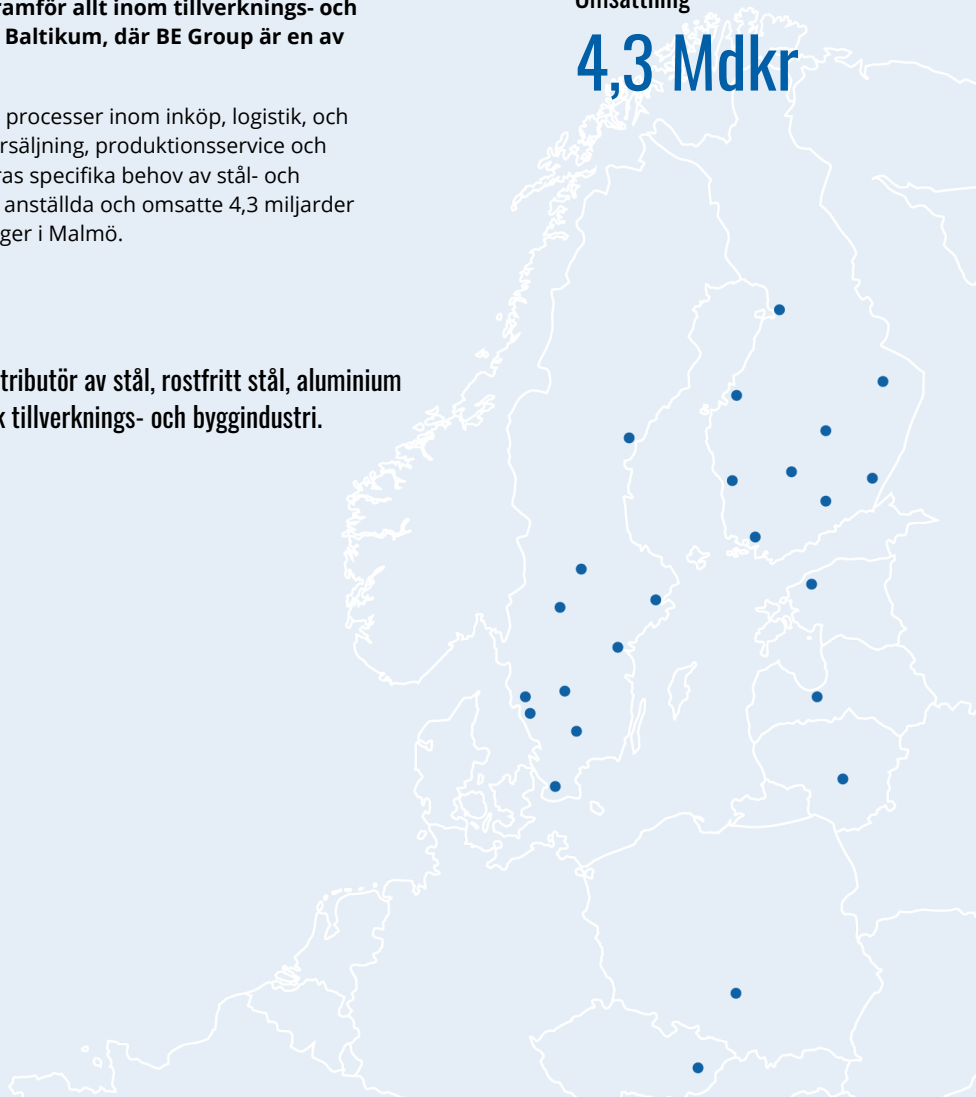 ramför allt inom tillverknings- och
Baltikum, där BE Group är en av
processer inom inköp, logistik, och
rsäljning, produktionsservice och
ras specifika behov av stål- och
anställda och omsatte 4,3 miljarder
ger i Malmö.
tributör av stål, rostfritt stål, aluminium
k tillverknings- och byggindustri.
Omsättning
4,3 Mdkr